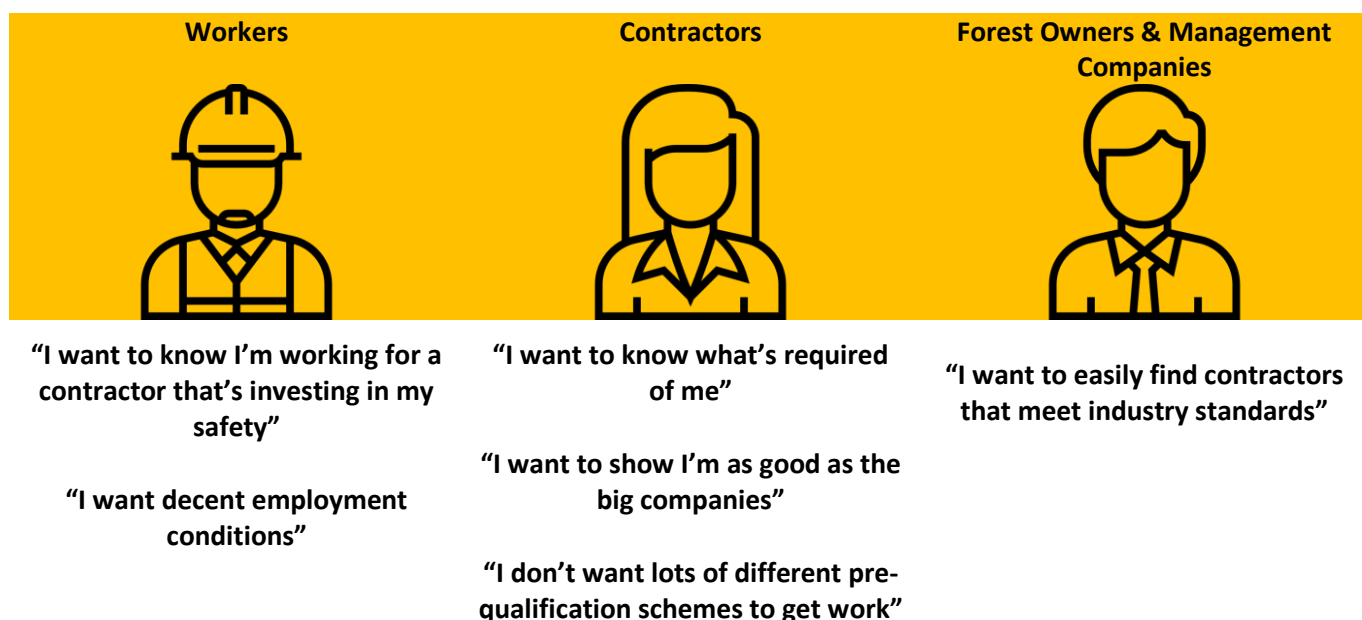 Workers
Contractors
Forest Owners & Management
Companies
“I want to know I’m working for a
contractor that’s investing in my
safety”
“I want decent employment
conditions”
“I want to know what’s required
of me”
“I want to show I’m as good as the
big companies”
“I don’t want lots of different pre-
qualification schemes to get work”
“I want to easily find contractors
that meet industry standards”